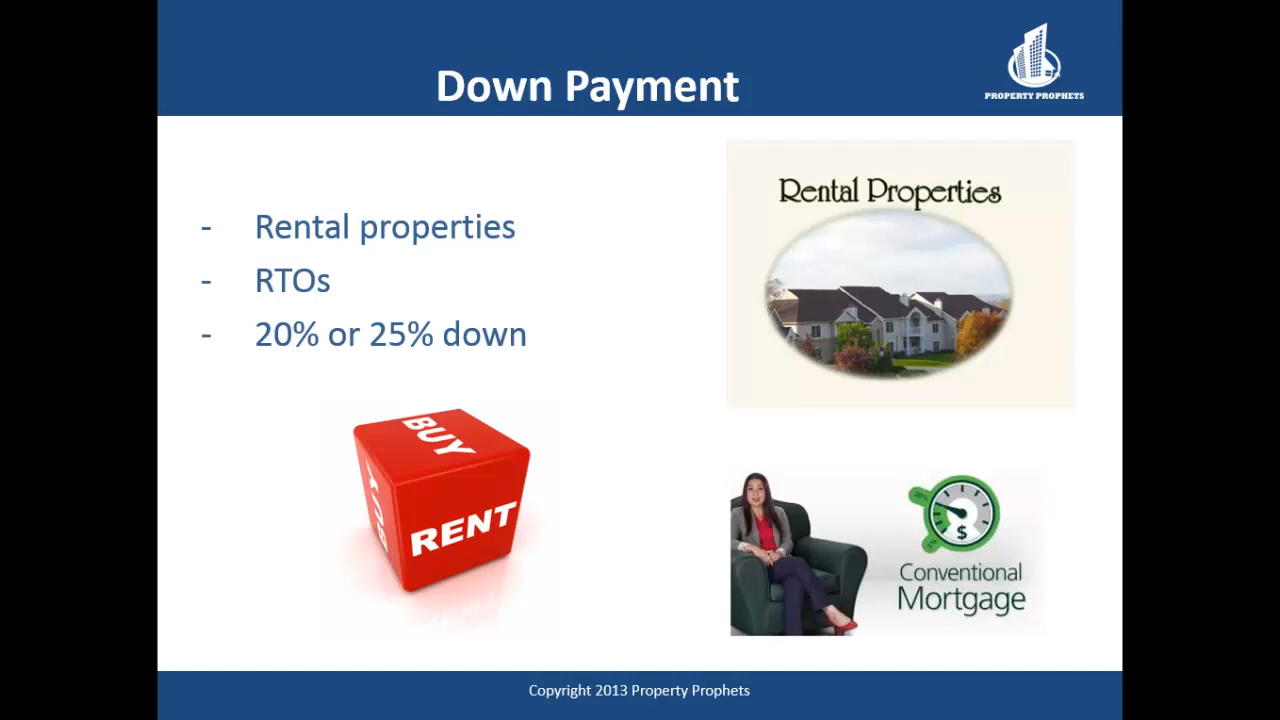 Down Payment
PROPERTY PROPHETS
- Rental properties
- RTOs
- 20% or 25% down
Rental Properties
BUY
BUY
RENT
$
Conventional
Mortgage
Copyright 2013 Property Prophets